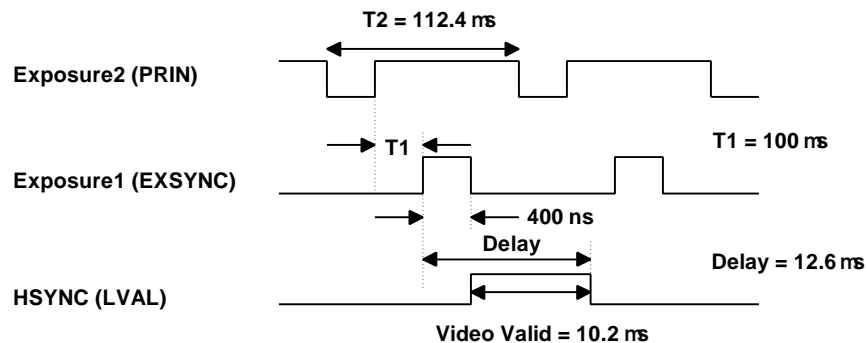 T2 = 112.4 ms
Exposure2 (PRIN)
T1
T1 = 100 ms
Exposure1 (EXSYNC)
400 ns
Delay
Delay = 12.6 ms
HSYNC (LVAL)
Video Valid = 10.2 ms